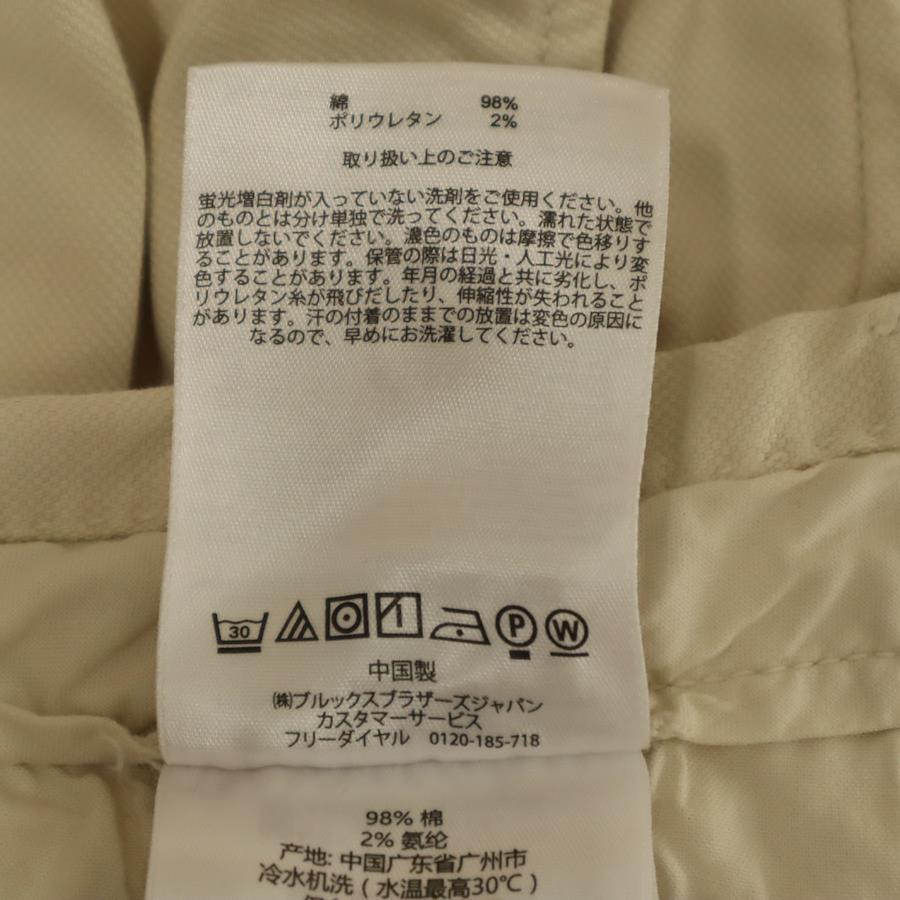 綿 98%
ポリウレタン 2%
取り扱い上のご注意
蛍光増白剤が入っていない洗剤をご使用ください。他
のものとは分け単独で洗ってください。濡れた状態で
放置しないでください。濃色のものは摩擦で色移りす
ることがあります。保管の際は日光・人工光により変
色することがあります。年月の経過と共に劣化し、ポ
リウレタン糸が飛びだしたり、伸縮性が失われること
があります。汗の付着のままでの放置は変色の原因に
なるので、早めにお洗濯してください。
30 P W
中国製
㈱ブルックスブラザーズジャパン
カスタマーサービス
フリーダイヤル 0120-185-718
98% 棉
2% 氨纶
产地: 中国广东省广州市
冷水机洗 ( 水温最高30℃ )